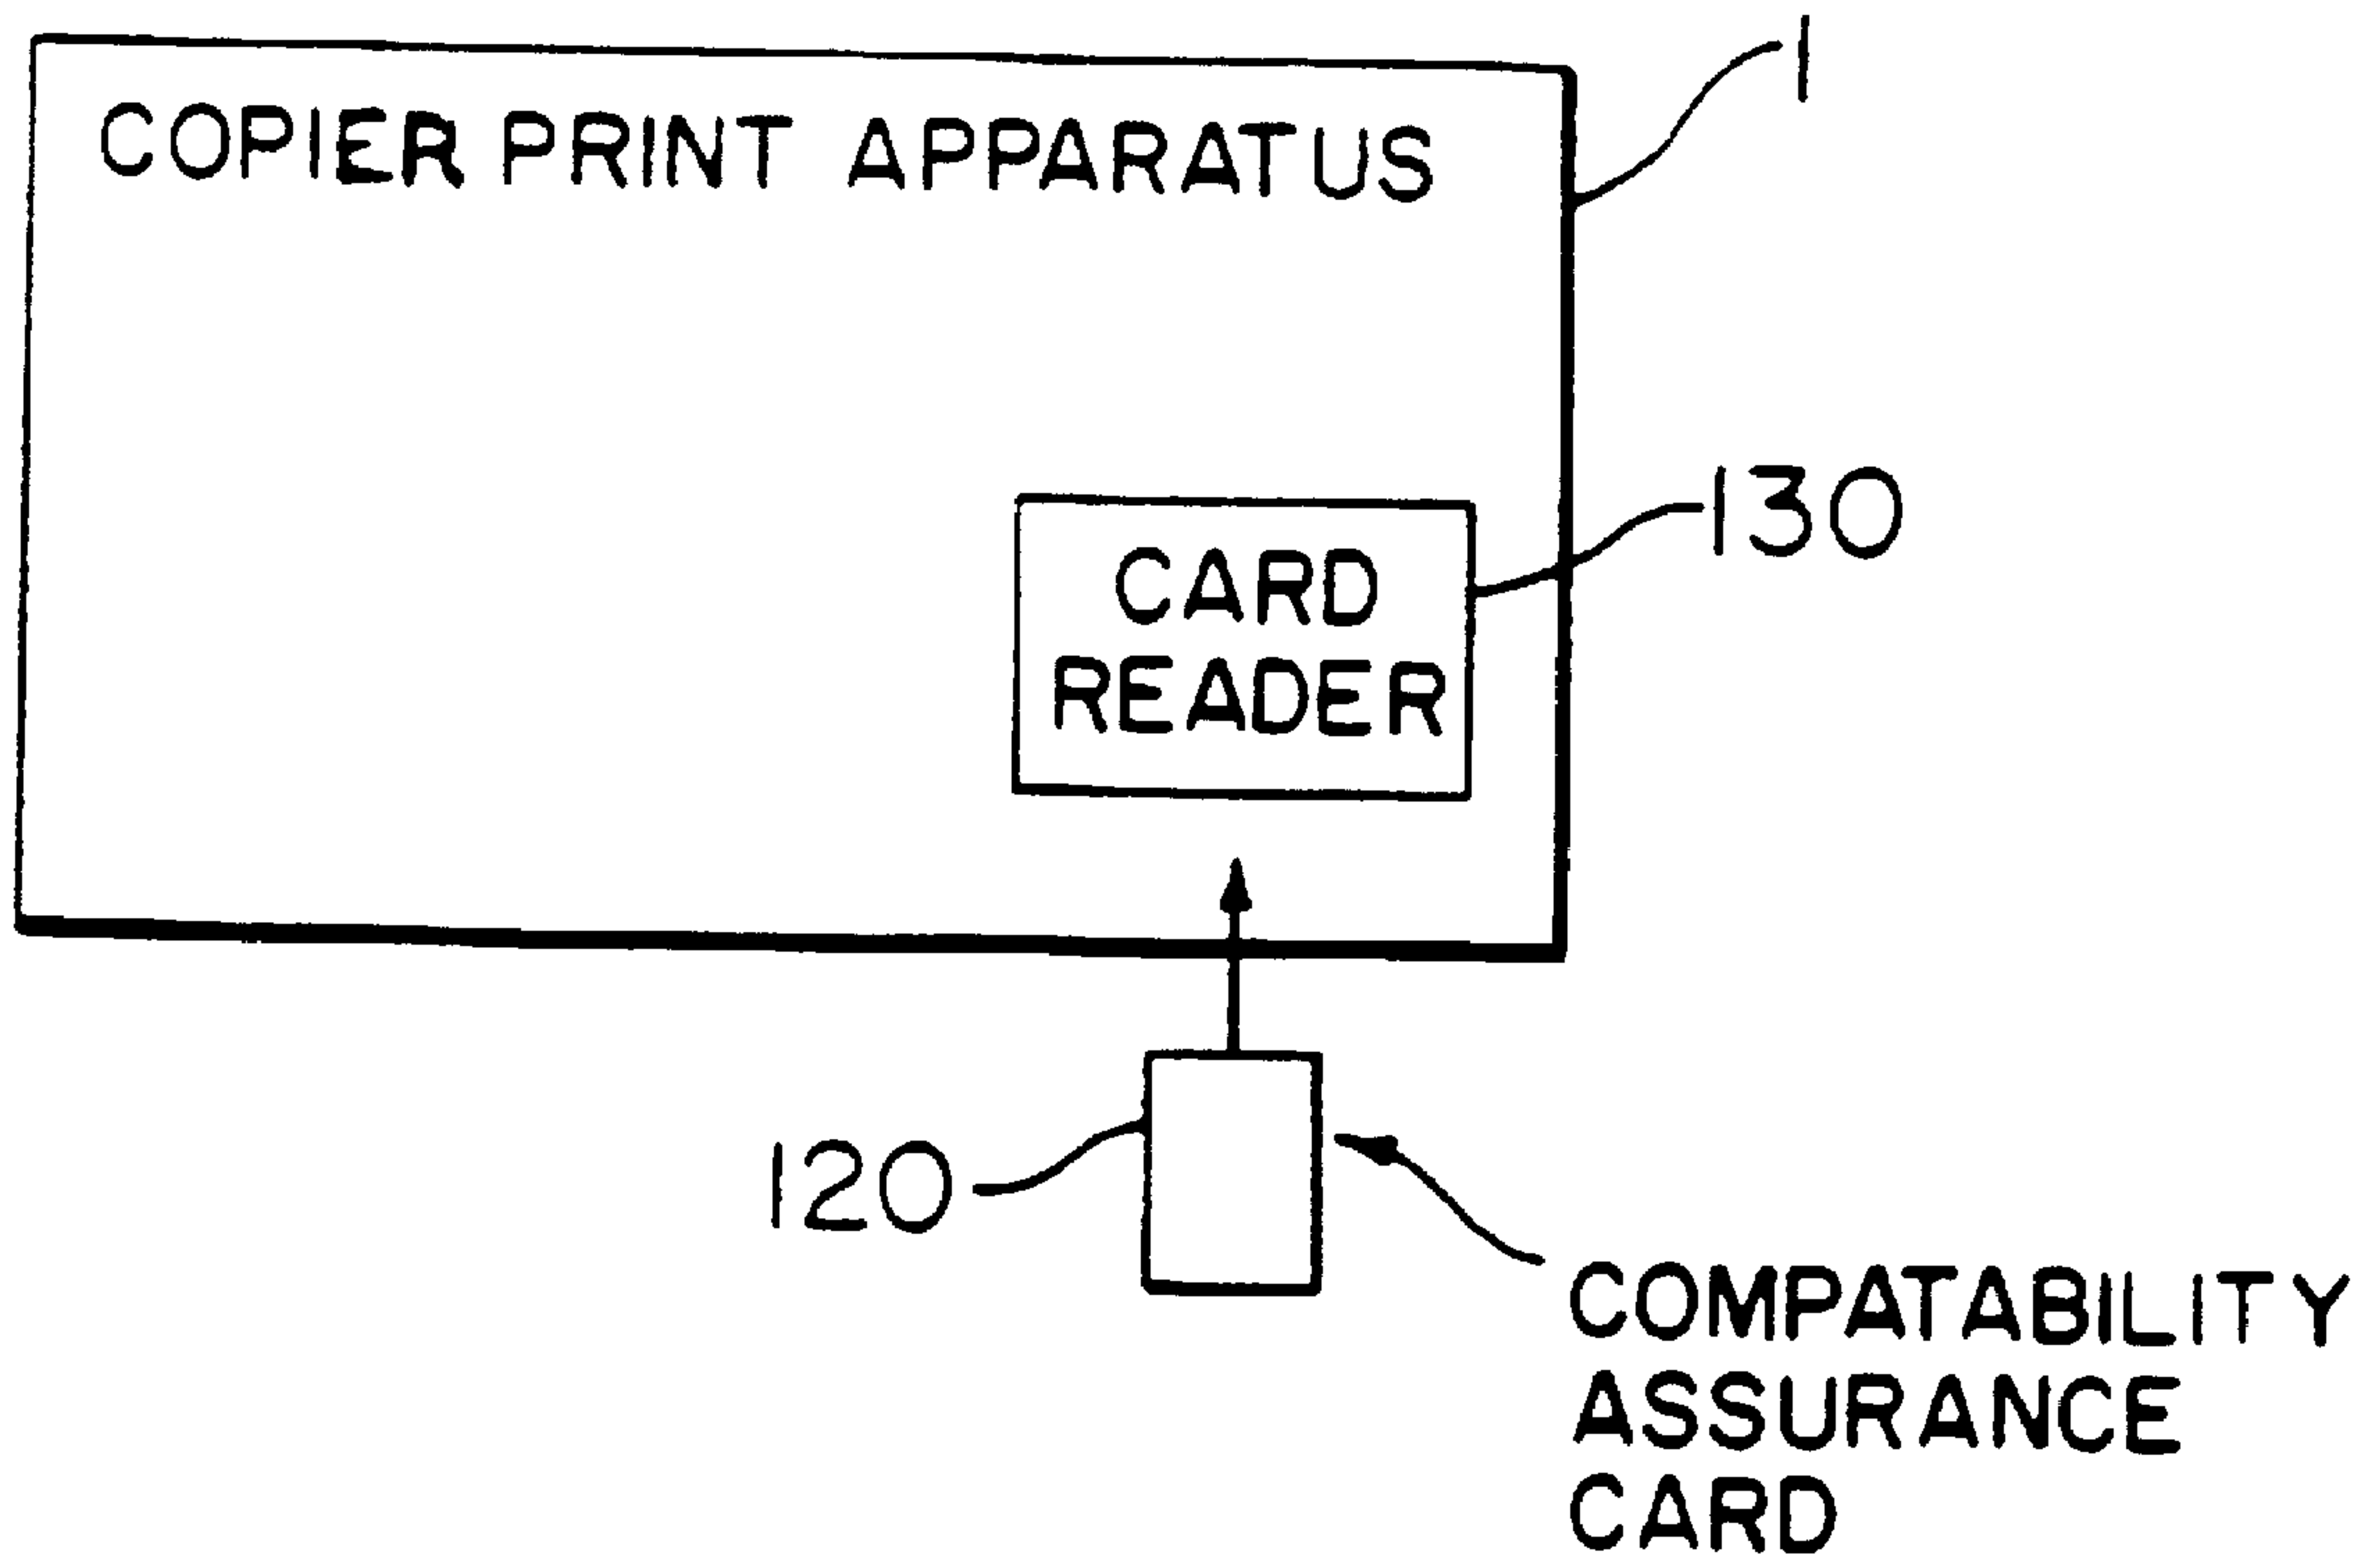 1
COPIER PRINT APPARATUS
130
CARD
READER
120
COMPATABILITY
ASSURANCE
CARD